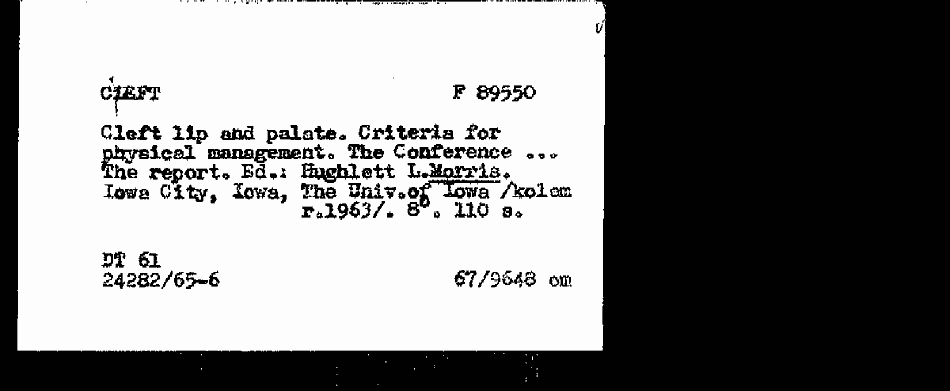 ClEFT F 89550
Cleft lip and palate. Criteria for
physical management. The Conference ...
The report. Ed.: Hughlett L.Morris.
Iowa City, Iowa, The Univ.of Iowa /kolem
r.1963/. 8°. 110 s.
DT 61
24282/65-6 67/9648 om